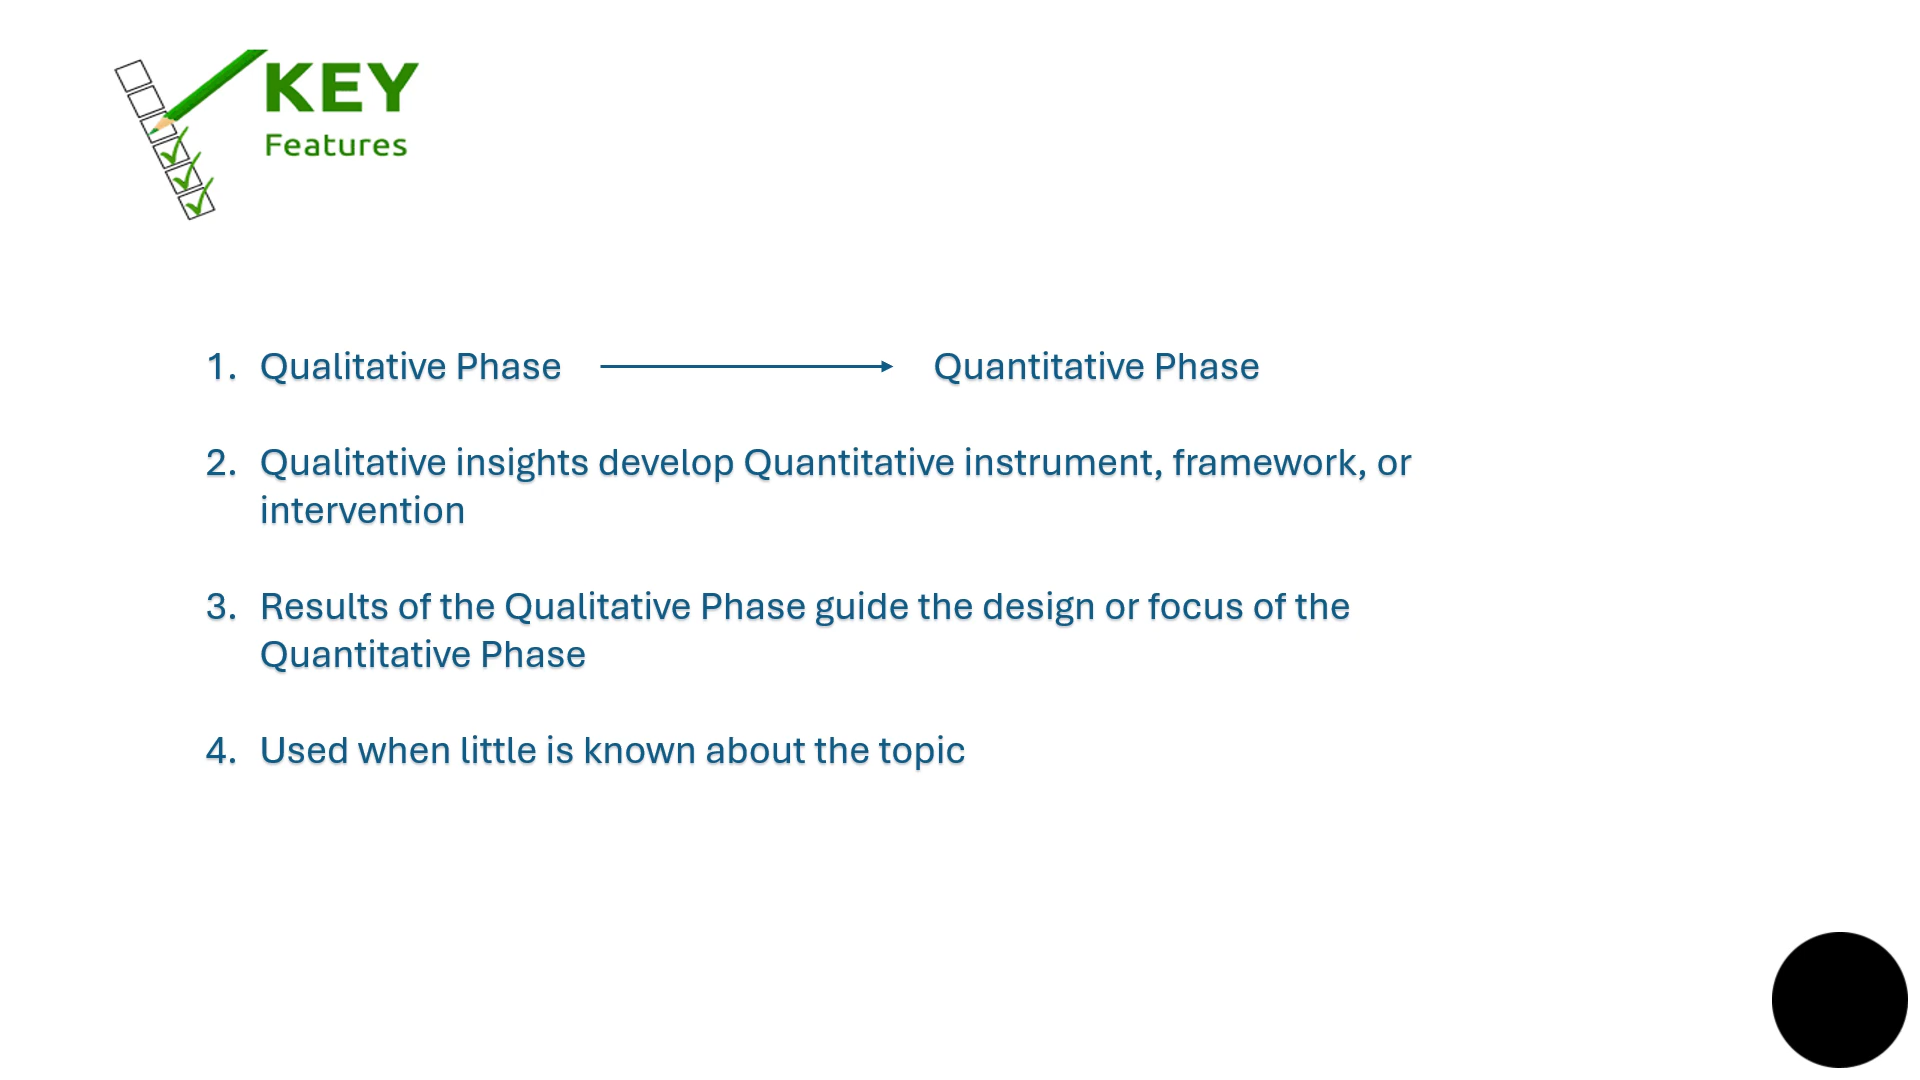 KEY
Features
1. Qualitative Phase Quantitative Phase
2. Qualitative insights develop Quantitative instrument, framework, or
intervention
3. Results of the Qualitative Phase guide the design or focus of the
Quantitative Phase
4. Used when little is known about the topic